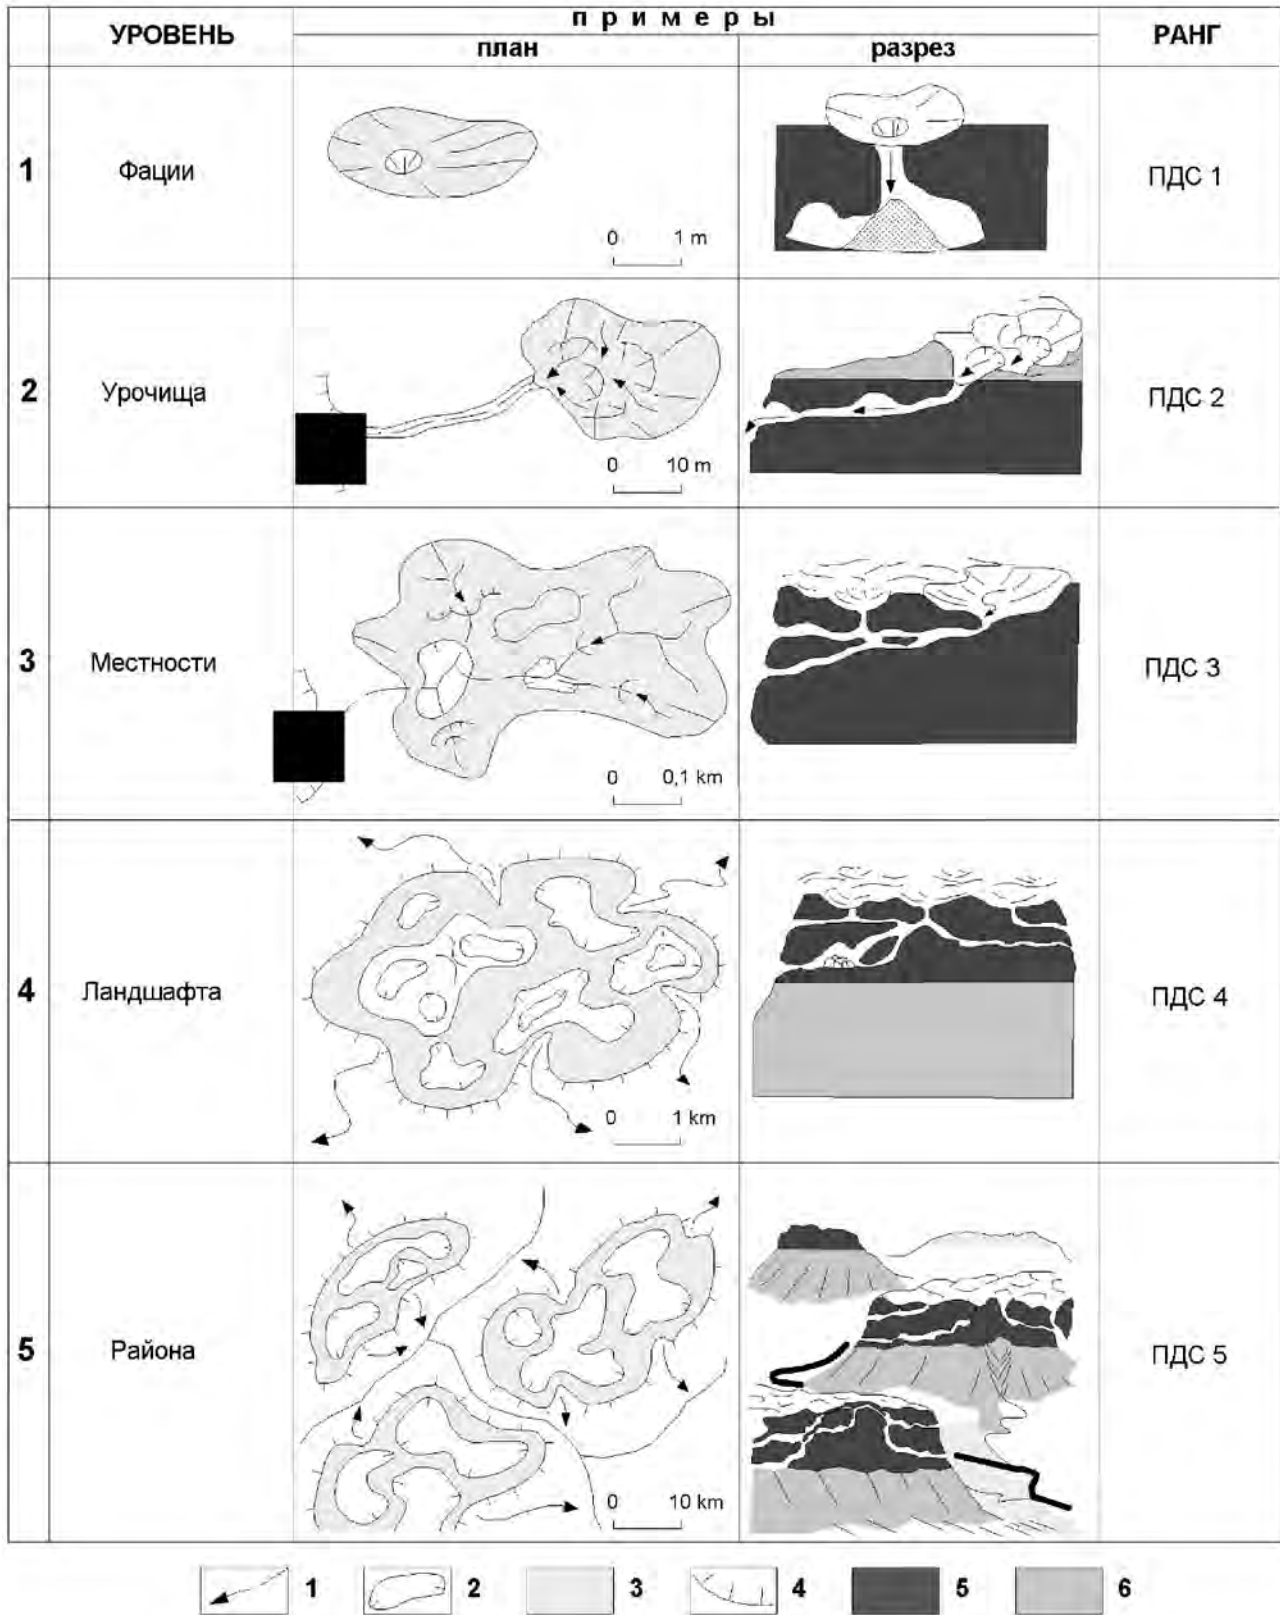 примеры
УРОВЕНЬ план разрез РАНГ
1 Фации ПДС 1
0 1 m
2 Урочища ПДС 2
0 10 m
3 Местности ПДС 3
0 0,1 km
4 Ландшафта ПДС 4
0 1 km
5 Района ПДС 5
0 10 km
1 2 3 4 5 6